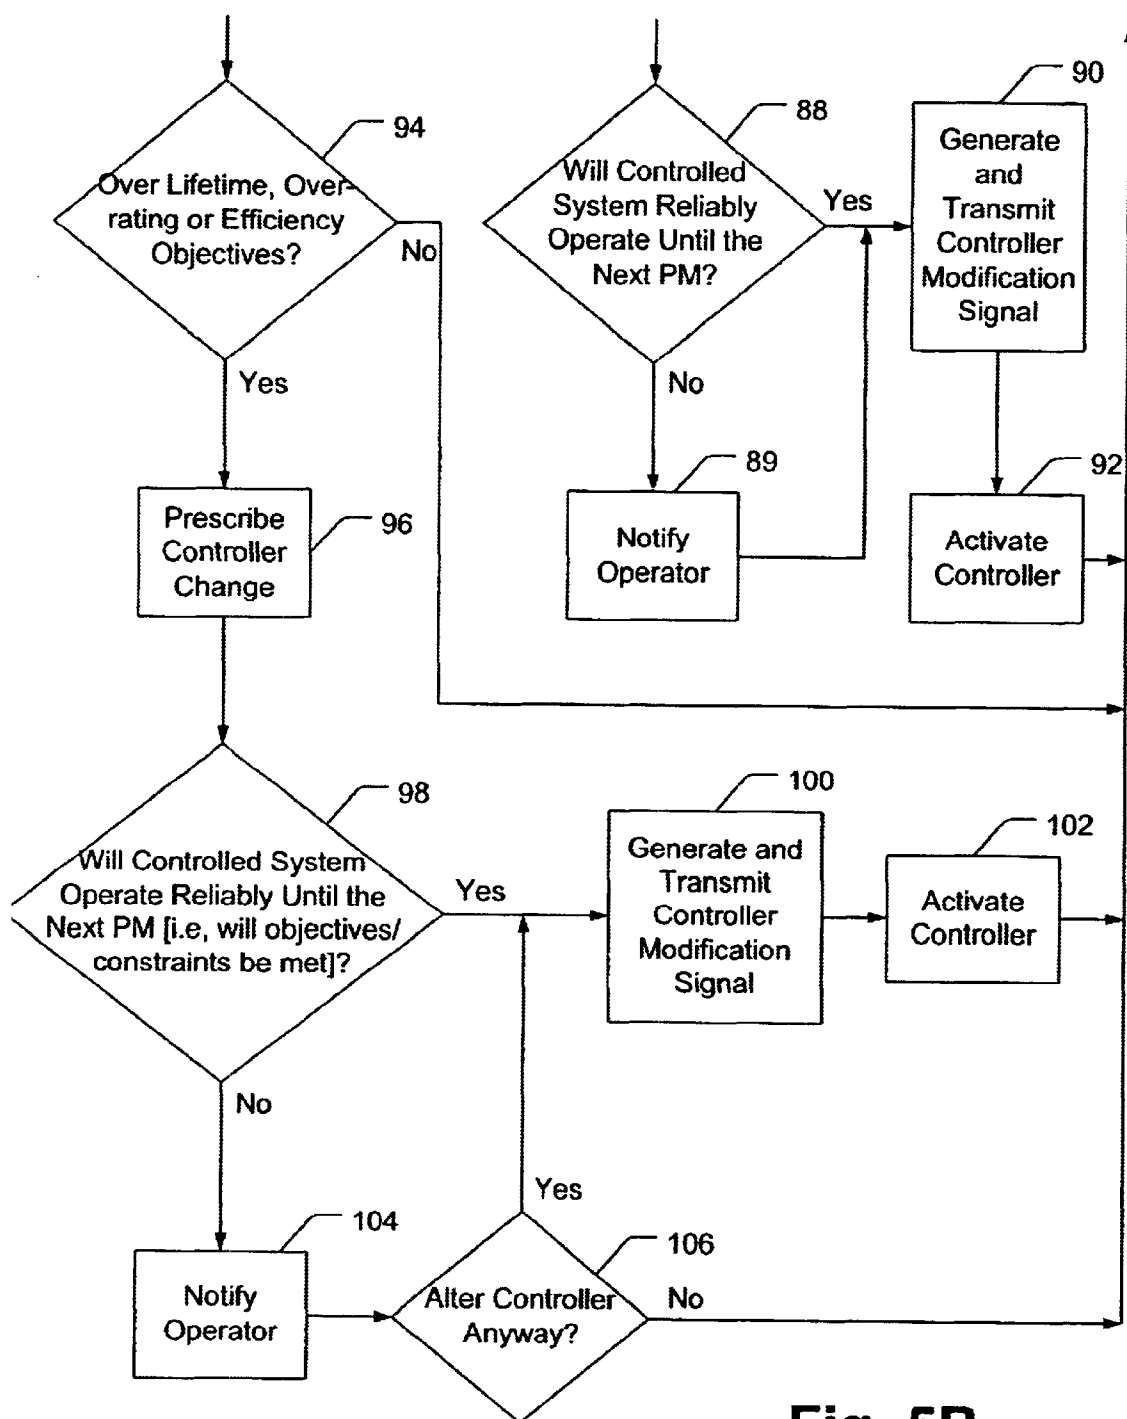 94
Over Lifetime, Over-
rating or Efficiency
Objectives?
No
Yes
88
Will Controlled
System Reliably
Operate Until the
Next PM?
Yes
No
90
Generate
and
Transmit
Controller
Modification
Signal
89
Notify
Operator
92
Activate
Controller
96
Prescribe
Controller
Change
98
Will Controlled System
Operate Reliably Until the
Next PM [i.e, will objectives/
constraints be met]?
Yes
No
100
Generate and
Transmit
Controller
Modification
Signal
102
Activate
Controller
104
Notify
Operator
106
Alter Controller
Anyway?
Yes
No